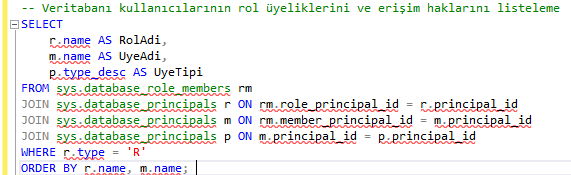 -- Veritabanı kullanıcılarının rol üyeliklerini ve erişim haklarını listeleme
SELECT
r.name AS RolAdi,
m.name AS UyeAdi,
p.type_desc AS UyeTipi
FROM sys.database_role_members rm
JOIN sys.database_principals r ON rm.role_principal_id = r.principal_id
JOIN sys.database_principals m ON rm.member_principal_id = m.principal_id
JOIN sys.database_principals p ON m.principal_id = p.principal_id
WHERE r.type = 'R'
ORDER BY r.name, m.name;